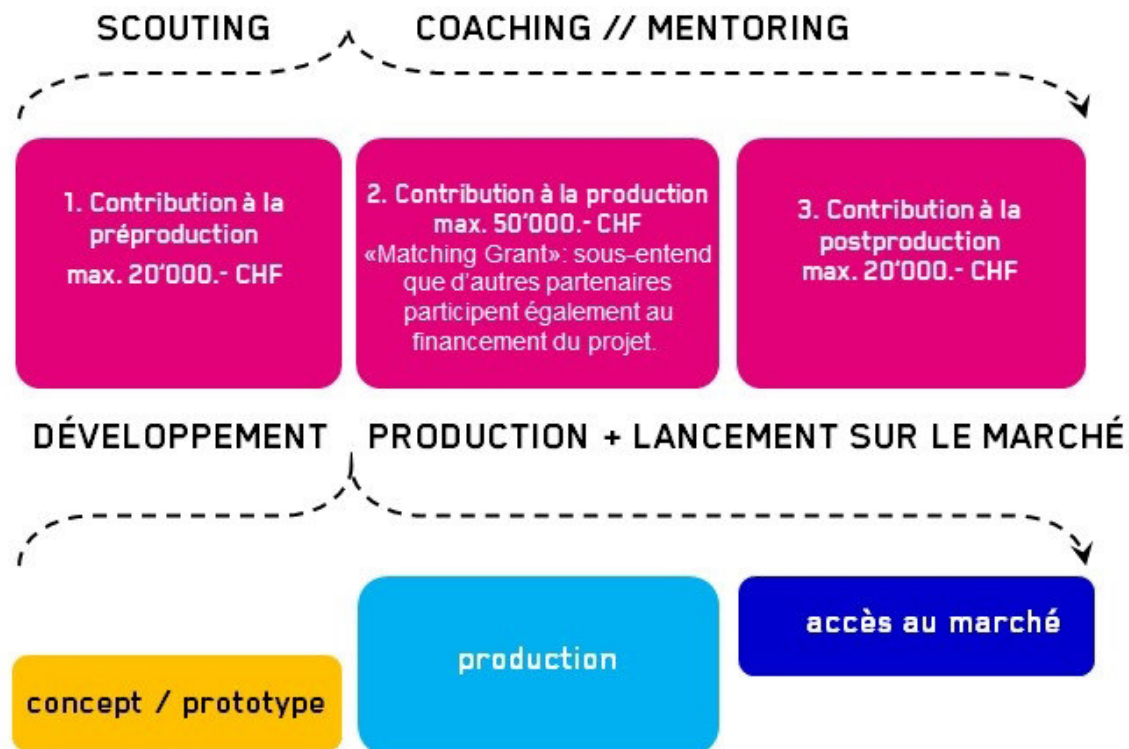 SCOUTING
COACHING // MENTORING
1. Contribution à la
préproduction
max. 20'000.- CHF
2. Contribution à la production
max. 50'000.- CHF
«Matching Grant»: sous-entend
que d'autres partenaires
participent également au
financement du projet.
3. Contribution à la
postproduction
max. 20'000.- CHF
DÉVELOPPEMENT
PRODUCTION + LANCEMENT SUR LE MARCHÉ
concept / prototype
production
accès au marché